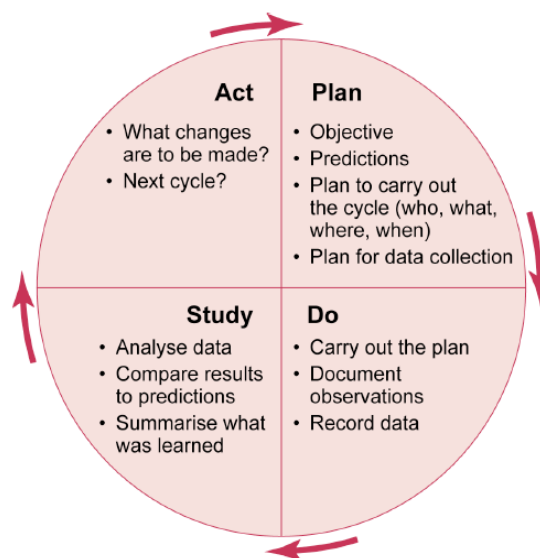 Act
• What changes
are to be made?
• Next cycle?
Plan
• Objective
• Predictions
• Plan to carry out
the cycle (who, what,
where, when)
• Plan for data collection
Study
• Analyse data
• Compare results
to predictions
• Summarise what
was learned
Do
• Carry out the plan
• Document
observations
• Record data